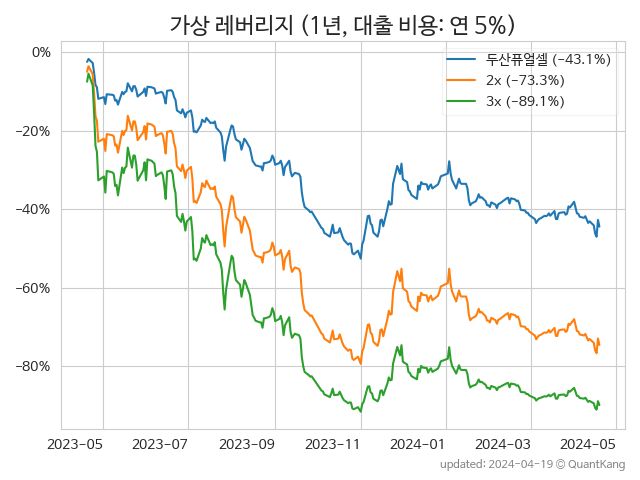 가상 레버리지 (1년, 대출 비용: 연 5%)
두산퓨얼셀 (−43.1%)
2x (−73.3%)
3x (−89.1%)
0%
−20%
−40%
−60%
−80%
2023-05 2023-07 2023-09 2023-11 2024-01 2024-03 2024-05
updated: 2024-04-19 © QuantKang